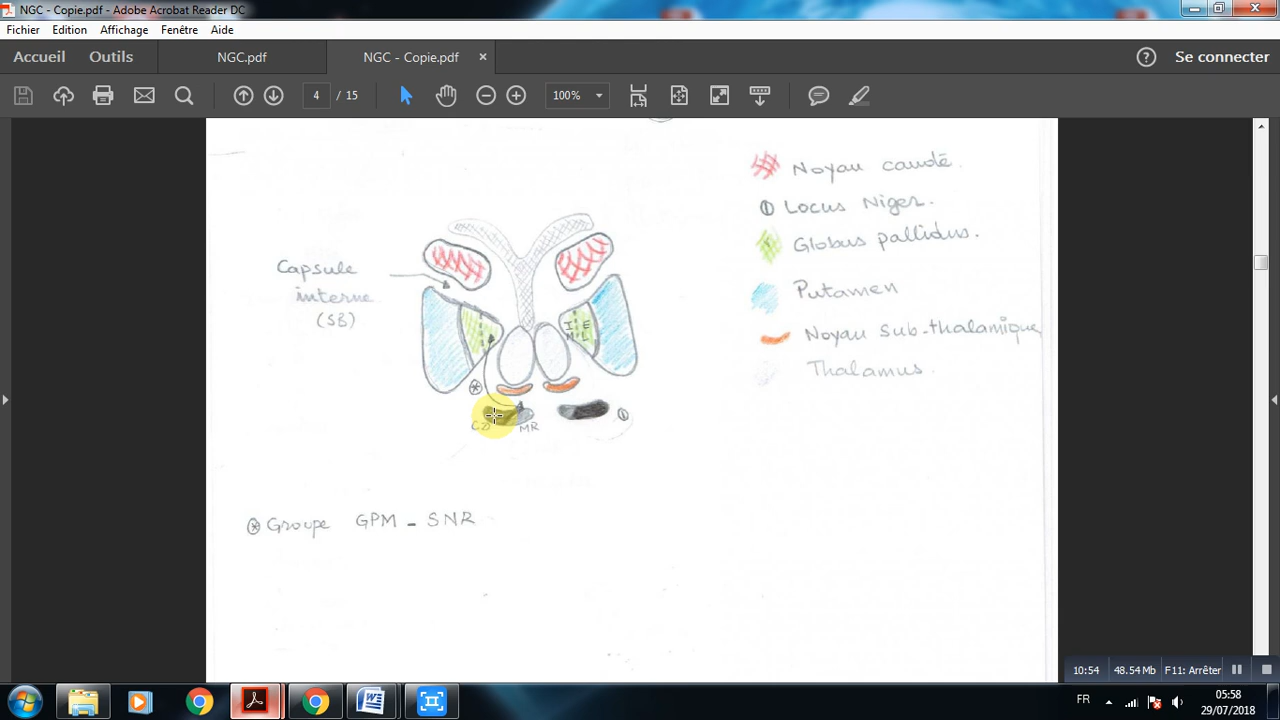 NGC - Copie.pdf - Adobe Acrobat Reader DC
Fichier Edition Affichage Fenêtre Aide
Accueil Outils NGC.pdf NGC - Copie.pdf × ? Se connecter
4 / 15 100%
Noyau caudé.
① Locus Niger.
Globus pallidus.
Putamen
Noyau sub-thalamique
Thalamus.
Capsule
interne
(SB)
I E
M L
MR
①
⊛ Groupe GPM - SNR
10:54 48.54 Mb F11: Arrêter
FR 05:58
29/07/2018